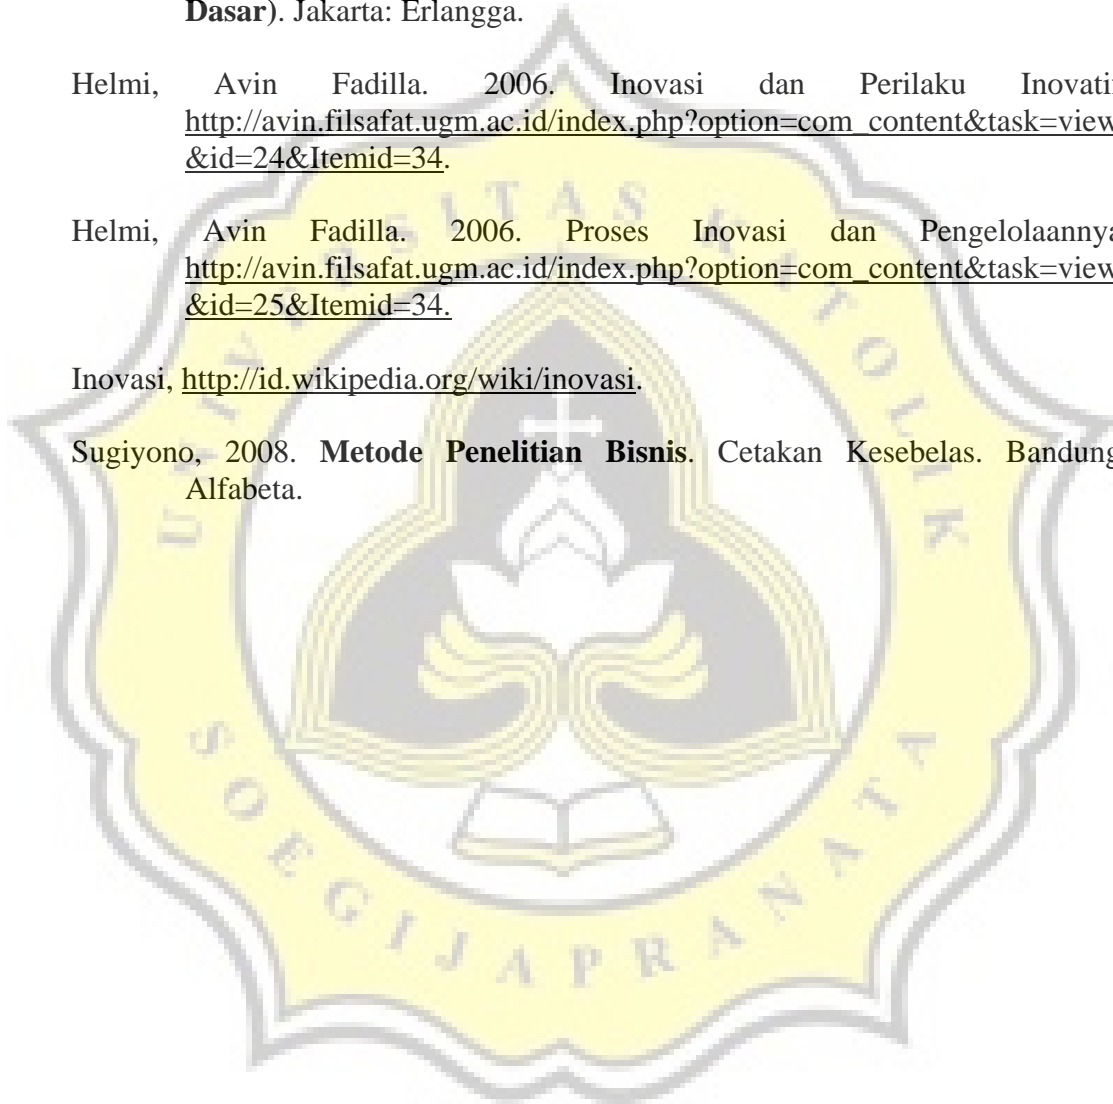 Dasar). Jakarta: Erlangga.
Helmi, Avin Fadilla. 2006. Inovasi dan Perilaku Inovatif
http://avin.filsafat.ugm.ac.id/index.php?option=com_content&task=view
&id=24&Itemid=34.
Helmi, Avin Fadilla. 2006. Proses Inovasi dan Pengelolaannya
http://avin.filsafat.ugm.ac.id/index.php?option=com_content&task=view
&id=25&Itemid=34.
Inovasi, http://id.wikipedia.org/wiki/inovasi.
Sugiyono, 2008. Metode Penelitian Bisnis. Cetakan Kesebelas. Bandung
Alfabeta.
UNIVERSITAS KATOLIK
SOEGIJAPRANATA